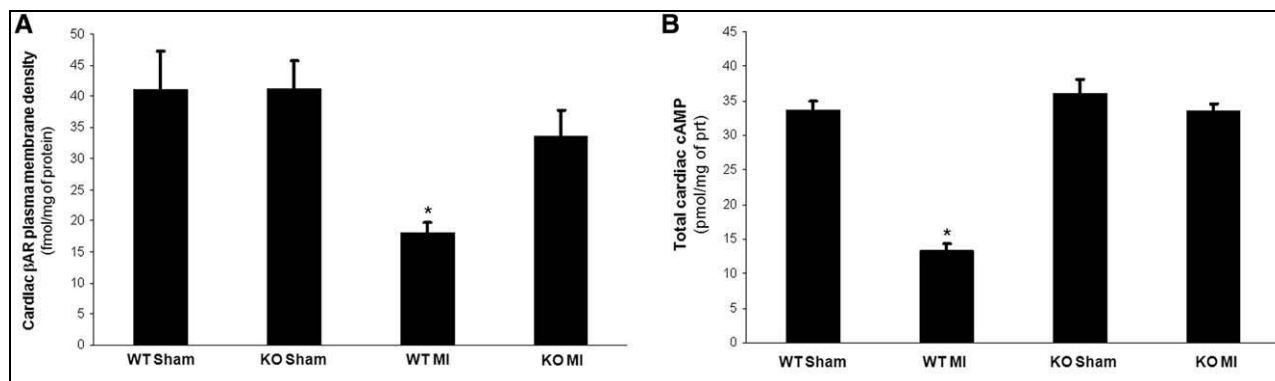 A
Cardiac βAR plasma membrane density
(fmol/mg of protein)
50
45
40
35
30
25
20
15
10
5
0
*
WT Sham
KO Sham
WT MI
KO MI
B
Total cardiac cAMP
(pmol/mg of prt)
45
40
35
30
25
20
15
10
5
0
*
WT Sham
WT MI
KO Sham
KO MI